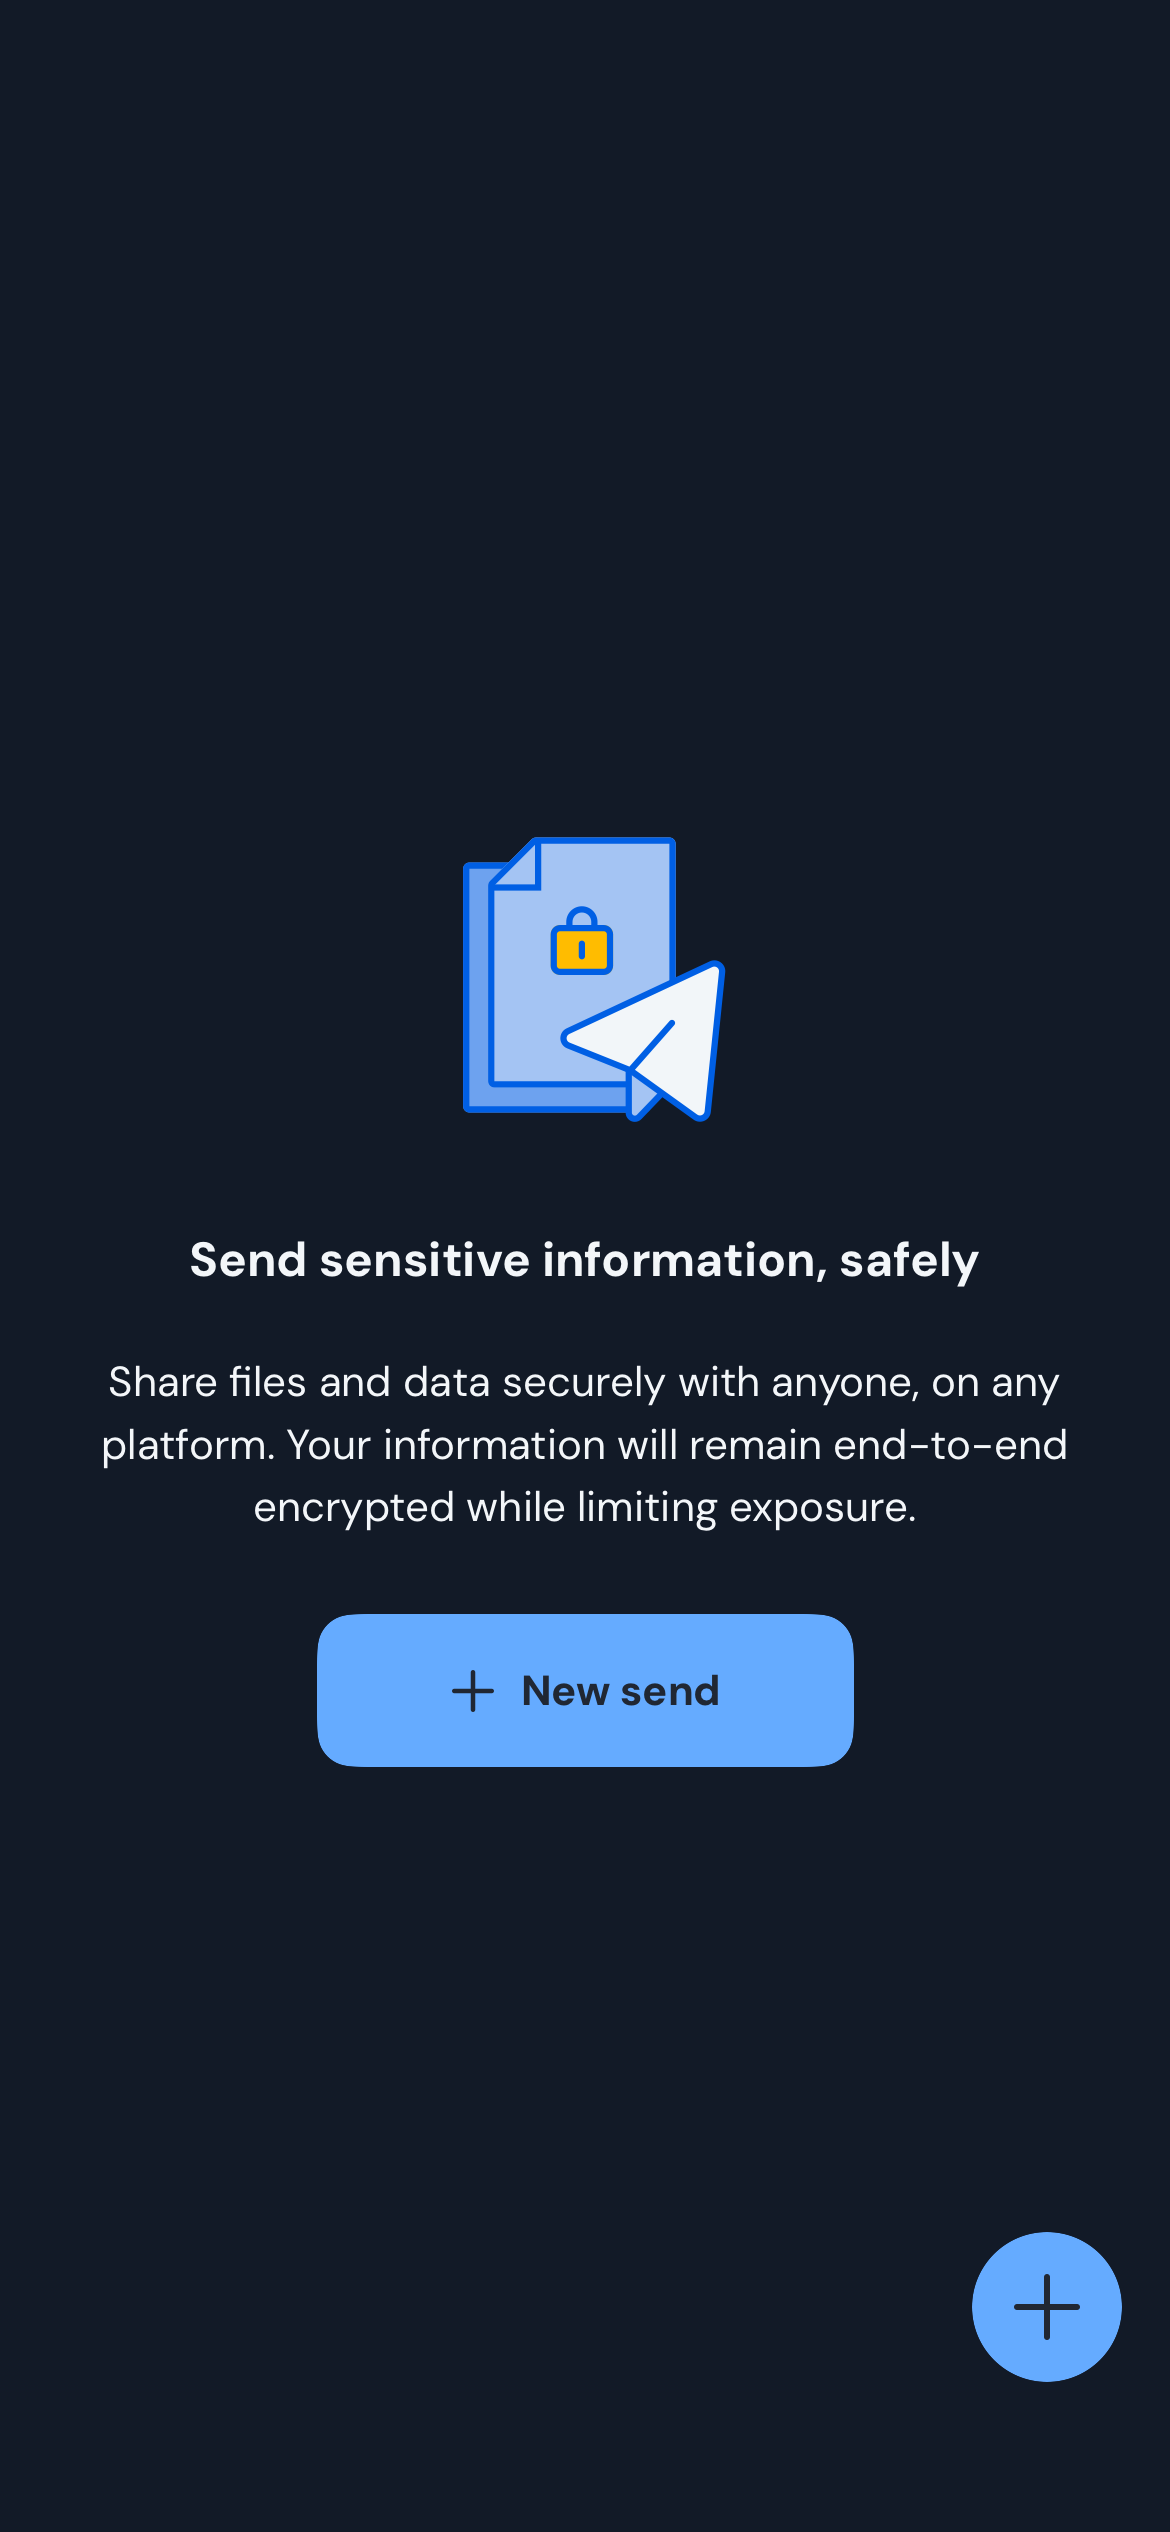 Send sensitive information, safely
Share files and data securely with anyone, on any
platform. Your information will remain end-to-end
encrypted while limiting exposure.
New send